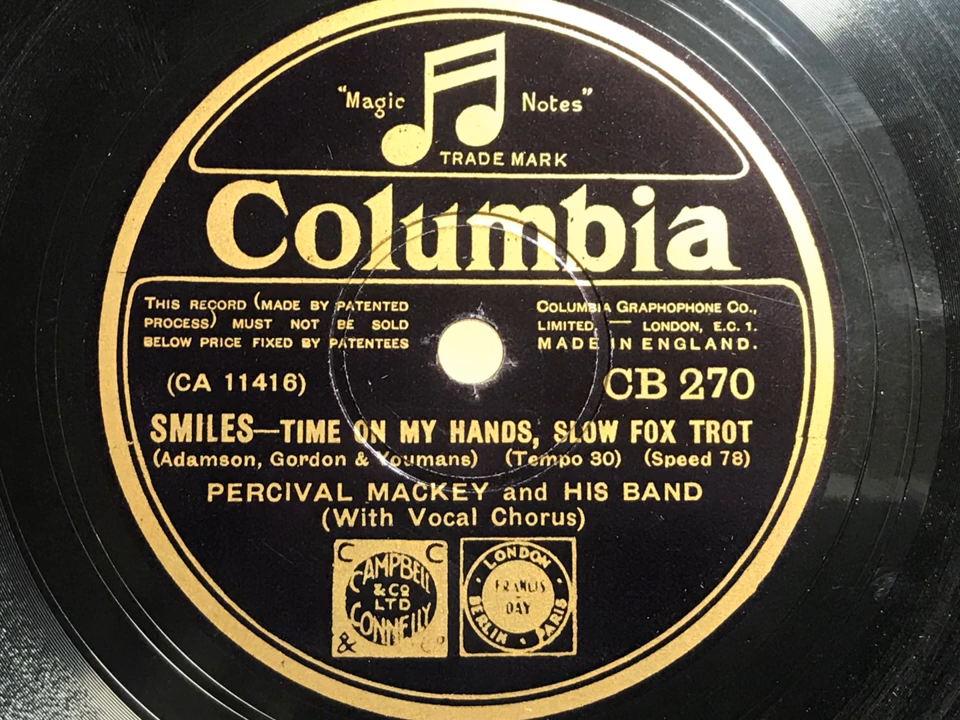 "Magic Notes"
TRADE MARK
Columbia
THIS RECORD (MADE BY PATENTED
PROCESS) MUST NOT BE SOLD
BELOW PRICE FIXED BY PATENTEES
COLUMBIA GRAPHOPHONE CO.,
LIMITED, — LONDON, E.C. 1.
MADE IN ENGLAND.
(CA 11416)
CB 270
SMILES—TIME ON MY HANDS, SLOW FOX TROT
(Adamson, Gordon & Youmans) (Tempo 30) (Speed 78)
PERCIVAL MACKEY and HIS BAND
(With Vocal Chorus)
C C
CAMPBELL
& CO
LTD
CONNELLY
& Co
LONDON
FRANCIS
DAY
BERLIN · PARIS